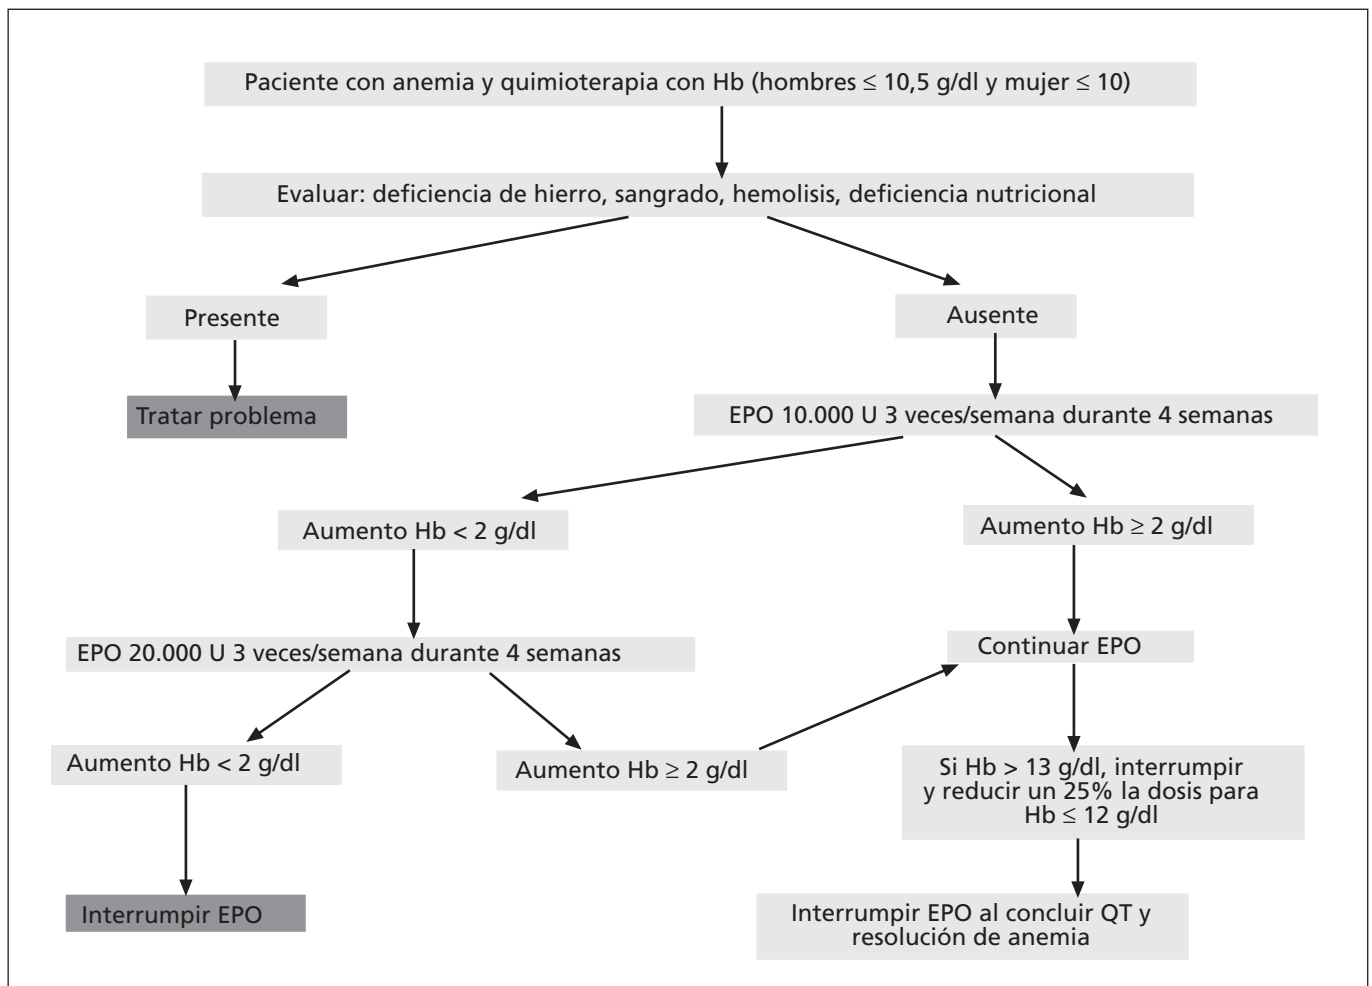 Paciente con anemia y quimioterapia con Hb (hombres ≤ 10,5 g/dl y mujer ≤ 10)
Evaluar: deficiencia de hierro, sangrado, hemolisis, deficiencia nutricional
Presente
Ausente
Tratar problema
EPO 10.000 U 3 veces/semana durante 4 semanas
Aumento Hb < 2 g/dl
Aumento Hb ≥ 2 g/dl
EPO 20.000 U 3 veces/semana durante 4 semanas
Continuar EPO
Aumento Hb < 2 g/dl
Aumento Hb ≥ 2 g/dl
Si Hb > 13 g/dl, interrumpir
y reducir un 25% la dosis para
Hb ≤ 12 g/dl
Interrumpir EPO
Interrumpir EPO al concluir QT y
resolución de anemia